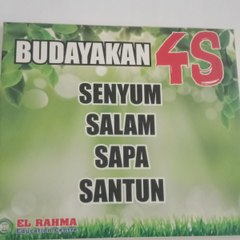 BUDAYAKAN 4S
SENYUM
SALAM
SAPA
SANTUN
EL RAHMA